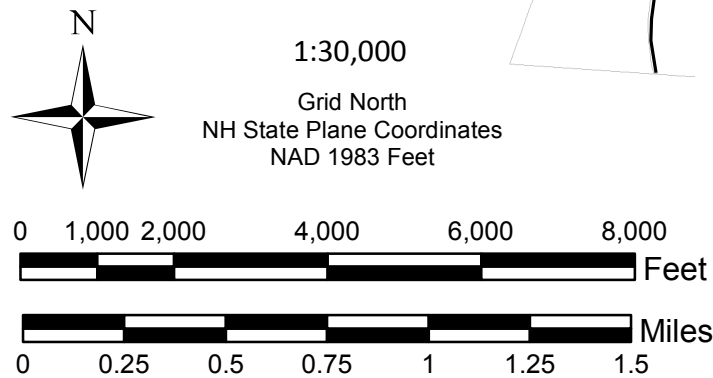 N
1:30,000
Grid North
NH State Plane Coordinates
NAD 1983 Feet
0 1,000 2,000 4,000 6,000 8,000
Feet
Miles
0 0.25 0.5 0.75 1 1.25 1.5